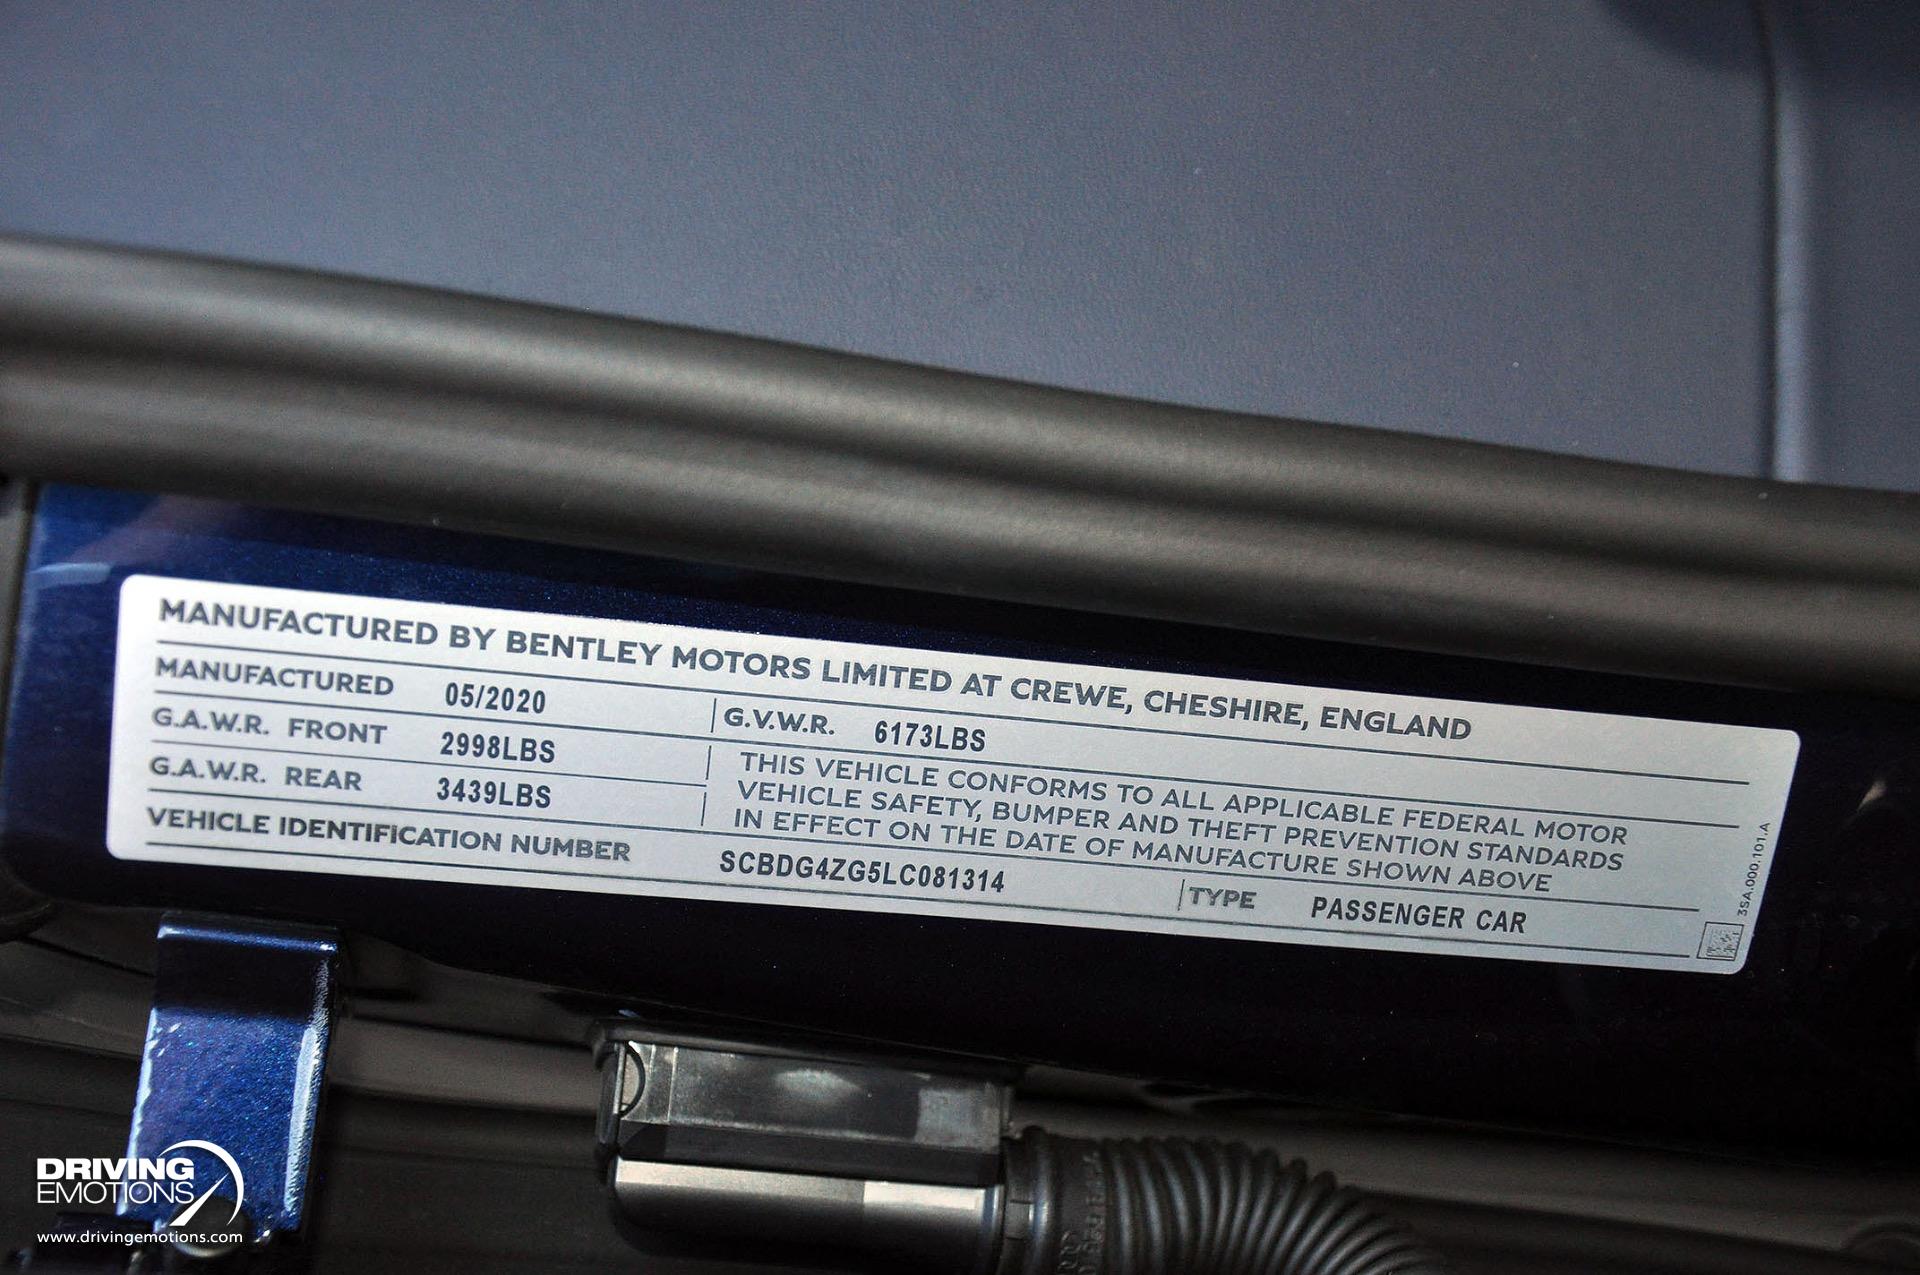 MANUFACTURED BY BENTLEY MOTORS LIMITED AT CREWE, CHESHIRE, ENGLAND
MANUFACTURED 05/2020 G.V.W.R. 6173LBS
G.A.W.R. FRONT 2998LBS
G.A.W.R. REAR 3439LBS
THIS VEHICLE CONFORMS TO ALL APPLICABLE FEDERAL MOTOR
VEHICLE SAFETY, BUMPER AND THEFT PREVENTION STANDARDS
IN EFFECT ON THE DATE OF MANUFACTURE SHOWN ABOVE
VEHICLE IDENTIFICATION NUMBER SCBDG4ZG5LC081314 TYPE PASSENGER CAR
3SA.000.101.A
DRIVING
EMOTIONS
www.drivingemotions.com